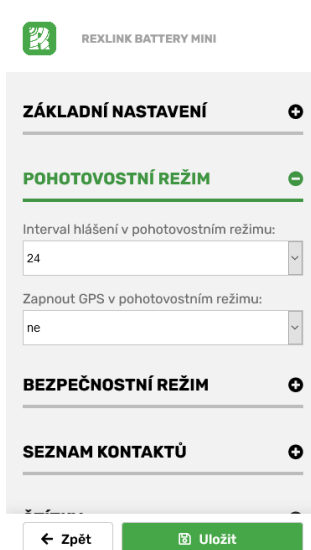 REXLINK BATTERY MINI
ZÁKLADNÍ NASTAVENÍ
POHOTOVOSTNÍ REŽIM
Interval hlášení v pohotovostním režimu:
24
Zapnout GPS v pohotovostním režimu:
ne
BEZPEČNOSTNÍ REŽIM
SEZNAM KONTAKTŮ
Zpět
Uložit